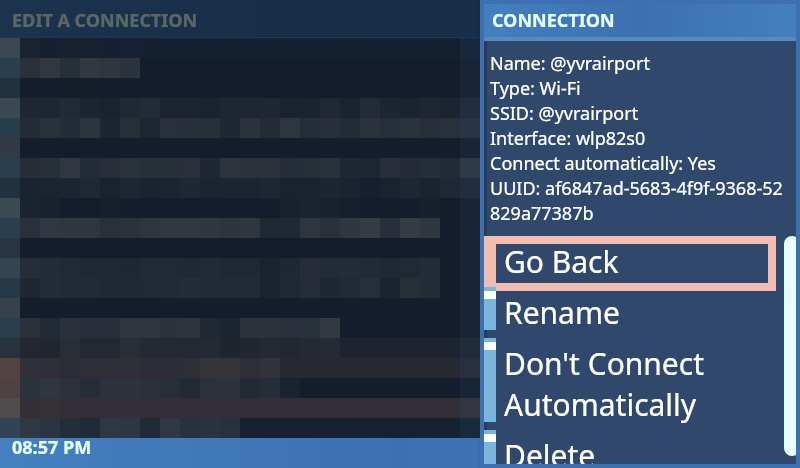 EDIT A CONNECTION
CONNECTION
Name: @yvrairport
Type: Wi-Fi
SSID: @yvrairport
Interface: wlp82s0
Connect automatically: Yes
UUID: af6847ad-5683-4f9f-9368-52
829a77387b
Go Back
Rename
Don't Connect
Automatically
Delete
08:57 PM